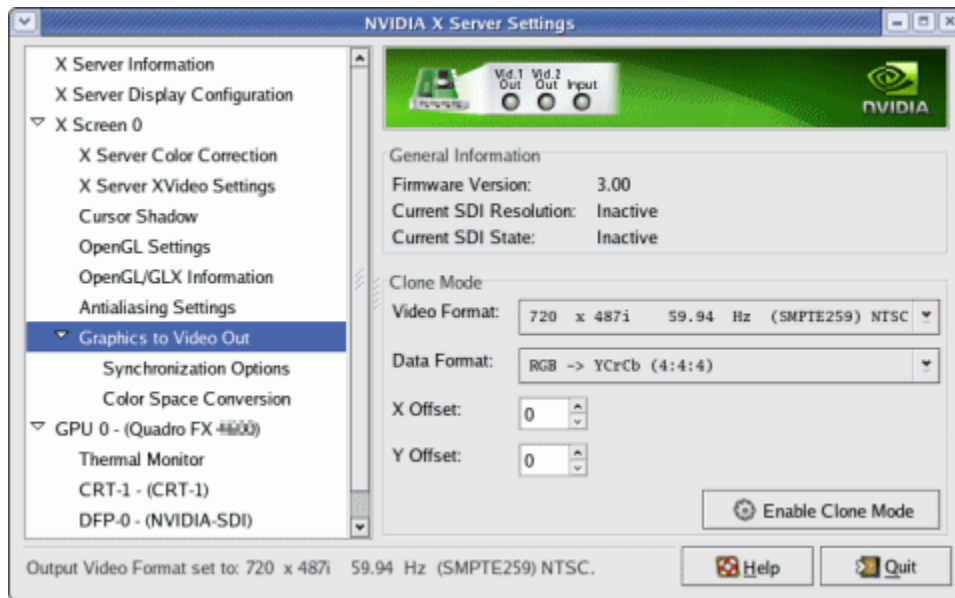 NVIDIA X Server Settings
X Server Information
X Server Display Configuration
X Screen 0
X Server Color Correction
X Server XVideo Settings
Cursor Shadow
OpenGL Settings
OpenGL/GLX Information
Antialiasing Settings
Graphics to Video Out
Synchronization Options
Color Space Conversion
GPU 0 - (Quadro FX )
Thermal Monitor
CRT-1 - (CRT-1)
DFP-0 - (NVIDIA-SDI)
Vid.1 Out Vid.2 Out Input
NVIDIA
General Information
Firmware Version: 3.00
Current SDI Resolution: Inactive
Current SDI State: Inactive
Clone Mode
Video Format: 720 x 487i 59.94 Hz (SMPTE259) NTSC
Data Format: RGB -> YCrCb (4:4:4)
X Offset: 0
Y Offset: 0
Enable Clone Mode
Output Video Format set to: 720 x 487i 59.94 Hz (SMPTE259) NTSC.
Help
Quit